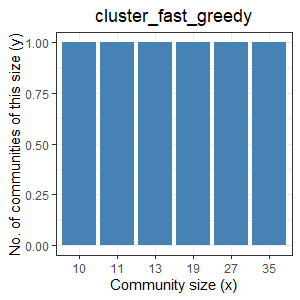 cluster_fast_greedy
No. of communities of this size (y)
1.00
0.75
0.50
0.25
0.00
10 11 13 19 27 35
Community size (x)